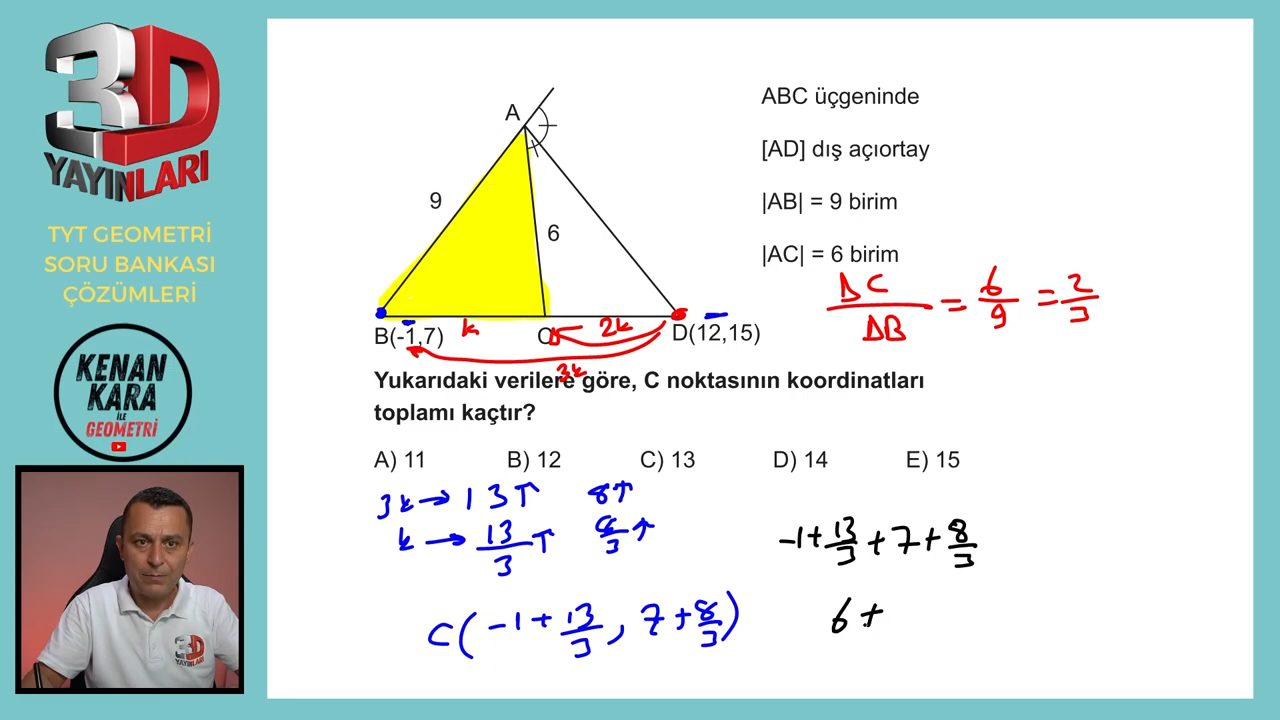 3D
YAYINLARI
TYT GEOMETRİ
SORU BANKASI
ÇÖZÜMLERİ
KENAN
KARA
İLE
GEOMETRİ
3D
YAYINLARI
A
9
6
B(-1,7)
k
C
2k
D(12,15)
3k
ABC üçgeninde
[AD] dış açıortay
|AB| = 9 birim
|AC| = 6 birim
DC/DB = 6/9 = 2/3
Yukarıdaki verilere göre, C noktasının koordinatları
toplamı kaçtır?
A) 11 B) 12 C) 13 D) 14 E) 15
3k → 13↑ 8↑
k → 13/3↑ 8/3↑
C(-1+13/3, 7+8/3)
-1+13/3+7+8/3
6+